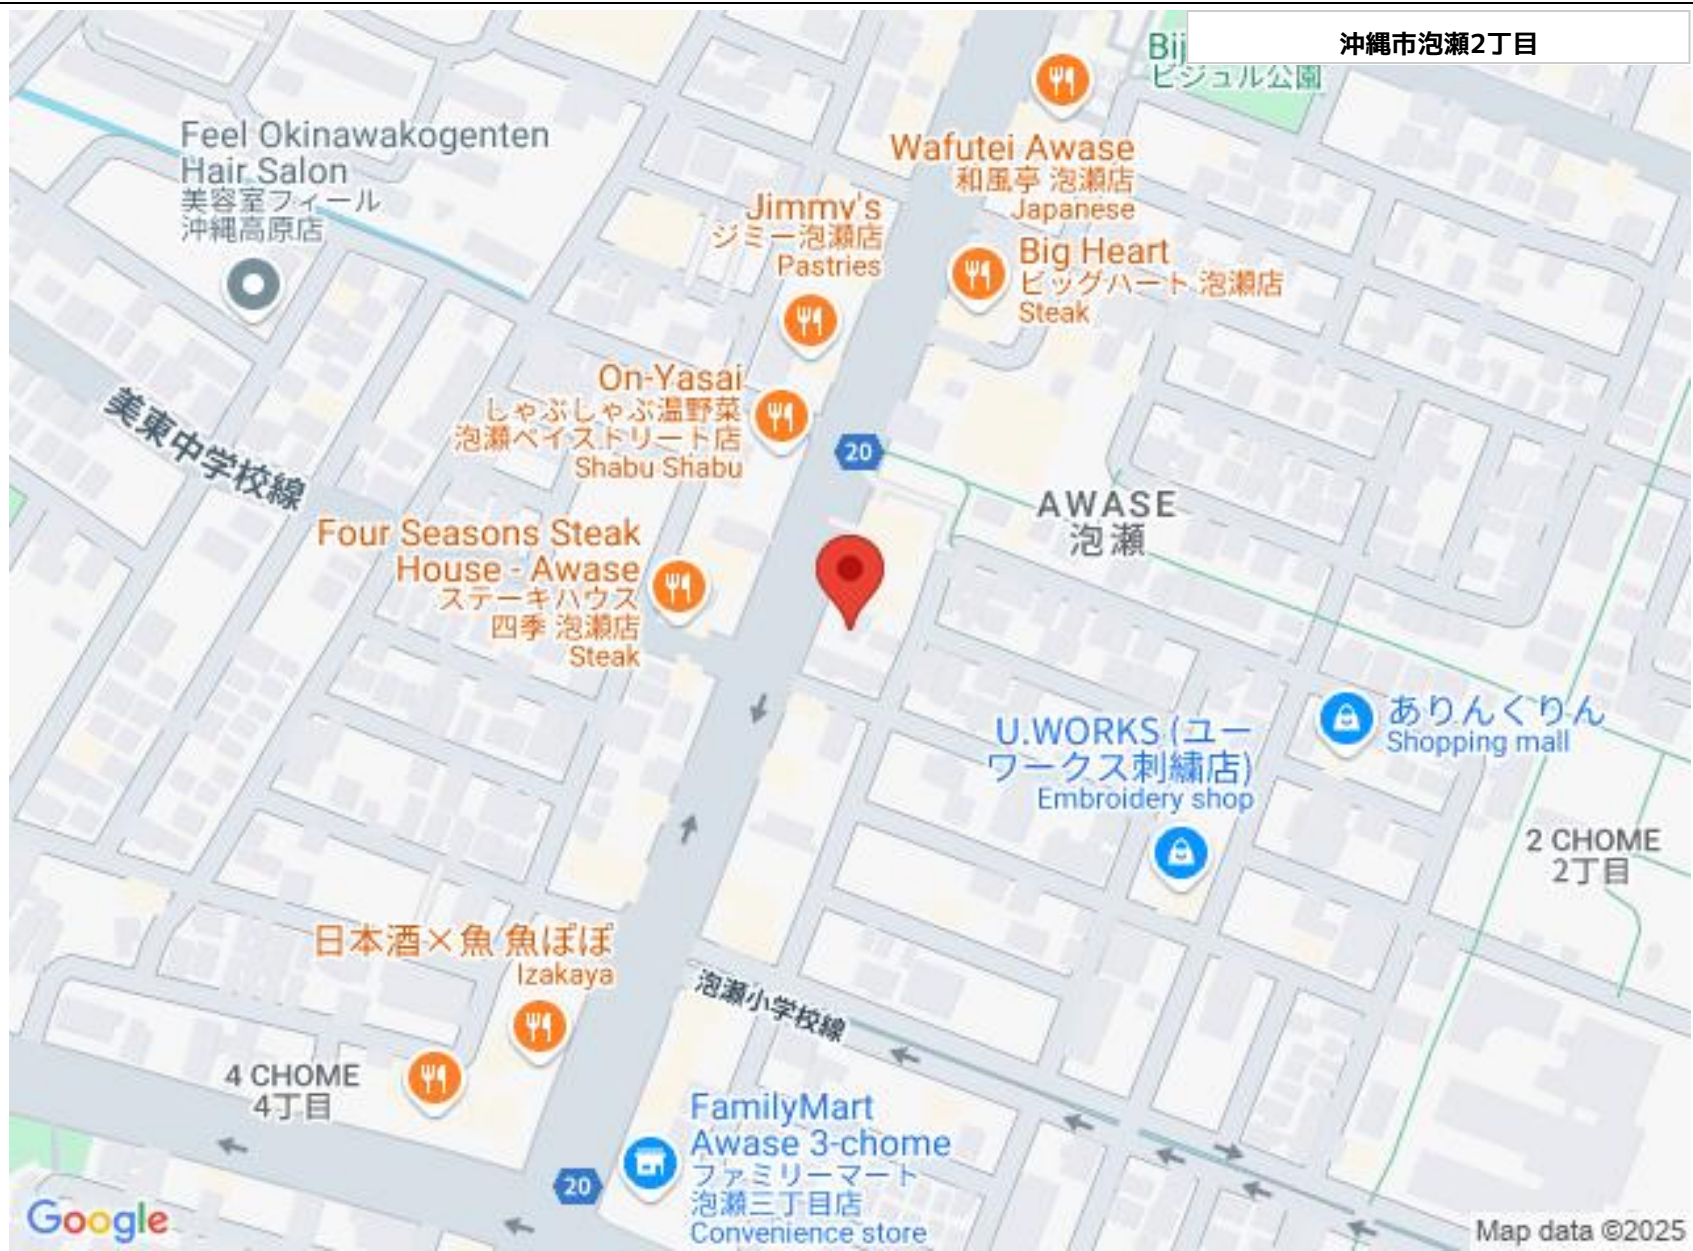 沖縄市泡瀬2丁目
Bij
ビジュル公園
Feel Okinawakogenten
Hair Salon
美容室フィール
沖縄高原店
Wafutei Awase
和風亭 泡瀬店
Japanese
Jimmy's
ジミー泡瀬店
Pastries
Big Heart
ビッグハート 泡瀬店
Steak
On-Yasai
しゃぶしゃぶ温野菜
泡瀬ベイストリート店
Shabu Shabu
美東中学校線
20
AWASE
泡瀬
Four Seasons Steak
House - Awase
ステーキハウス
四季 泡瀬店
Steak
ありんくりん
Shopping mall
U.WORKS (ユー
ワークス刺繍店)
Embroidery shop
2 CHOME
2丁目
日本酒×魚 魚ぽぽ
Izakaya
泡瀬小学校線
4 CHOME
4丁目
FamilyMart
Awase 3-chome
ファミリーマート
泡瀬三丁目店
Convenience store
20
Google
Map data ©2025